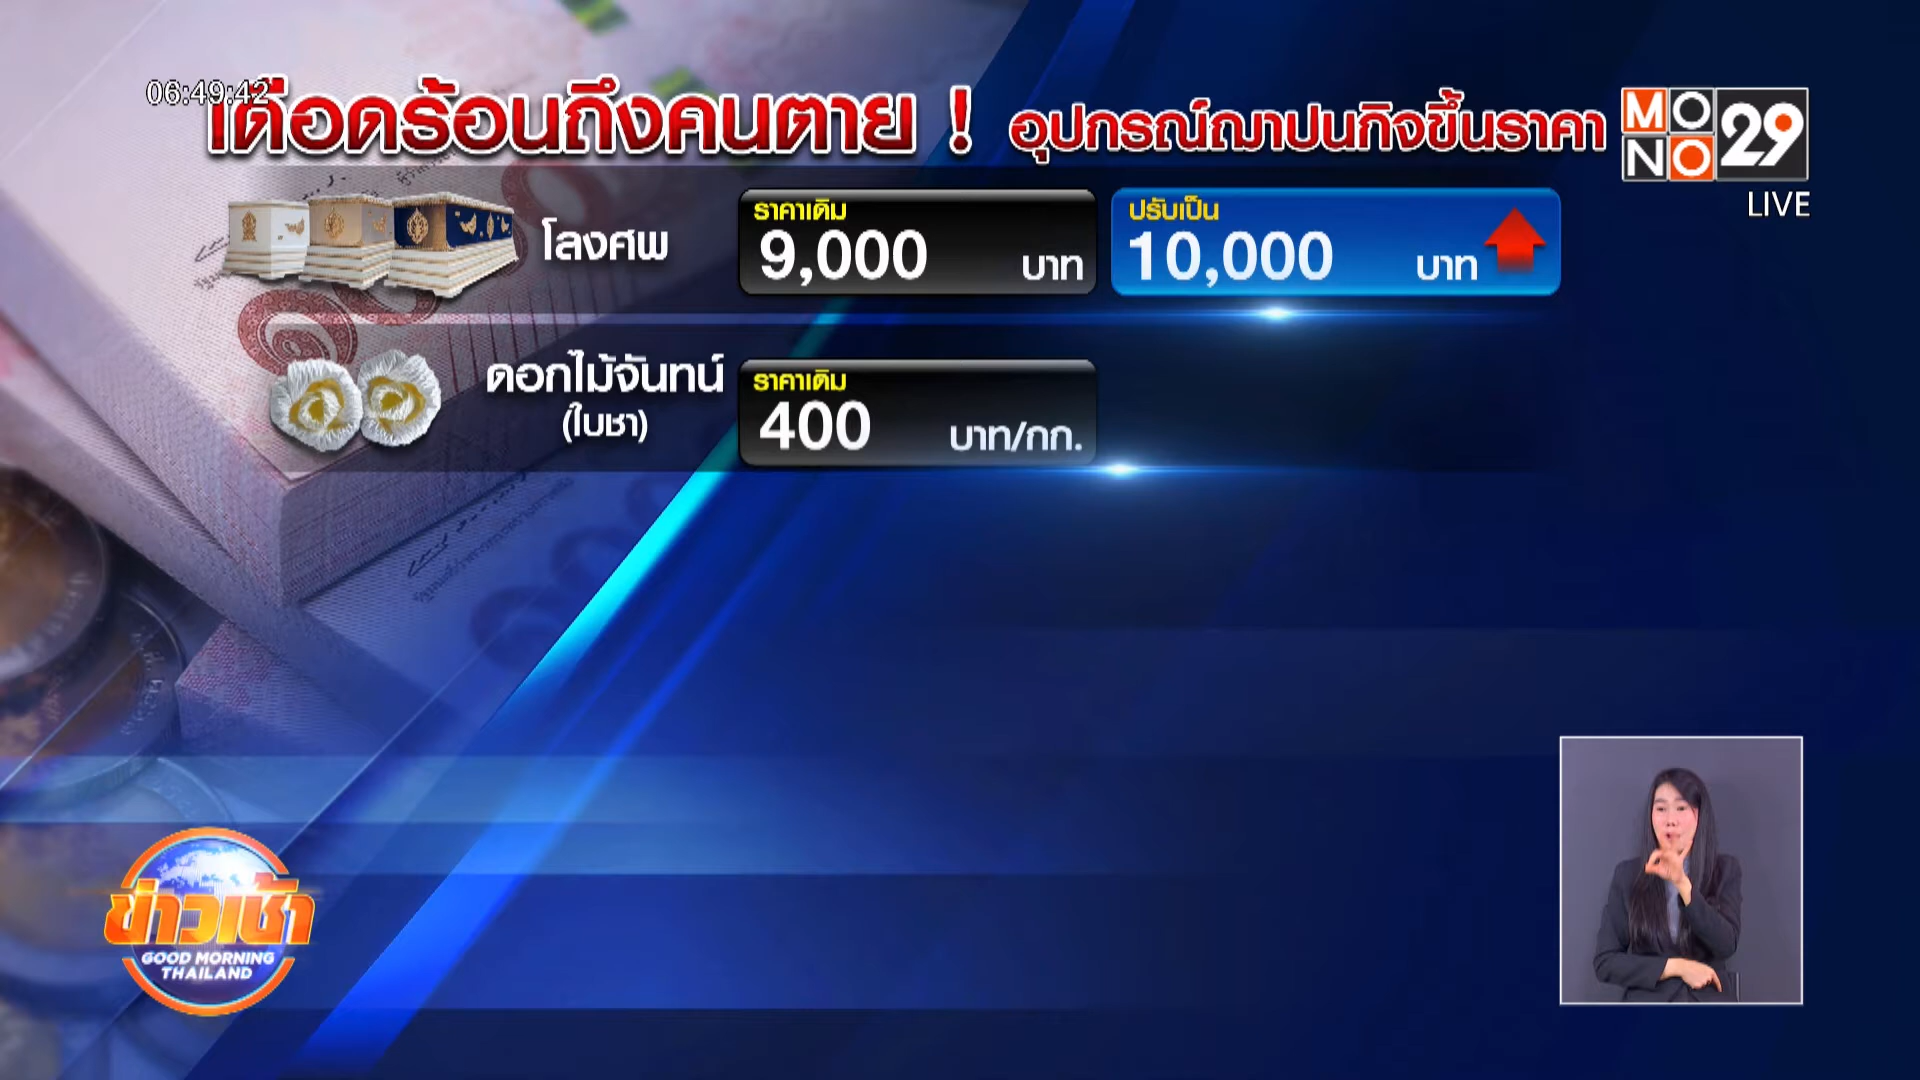 06:49:42
เดือดร้อนถึงคนตาย ! อุปกรณ์ฌาปนกิจขึ้นราคา
MONO 29
LIVE
โลงศพ
ราคาเดิม
9,000 บาท
ปรับเป็น
10,000 บาท
ดอกไม้จันทน์
(ใบชา)
ราคาเดิม
400 บาท/กก.
ข่าวเช้า
GOOD MORNING
THAILAND